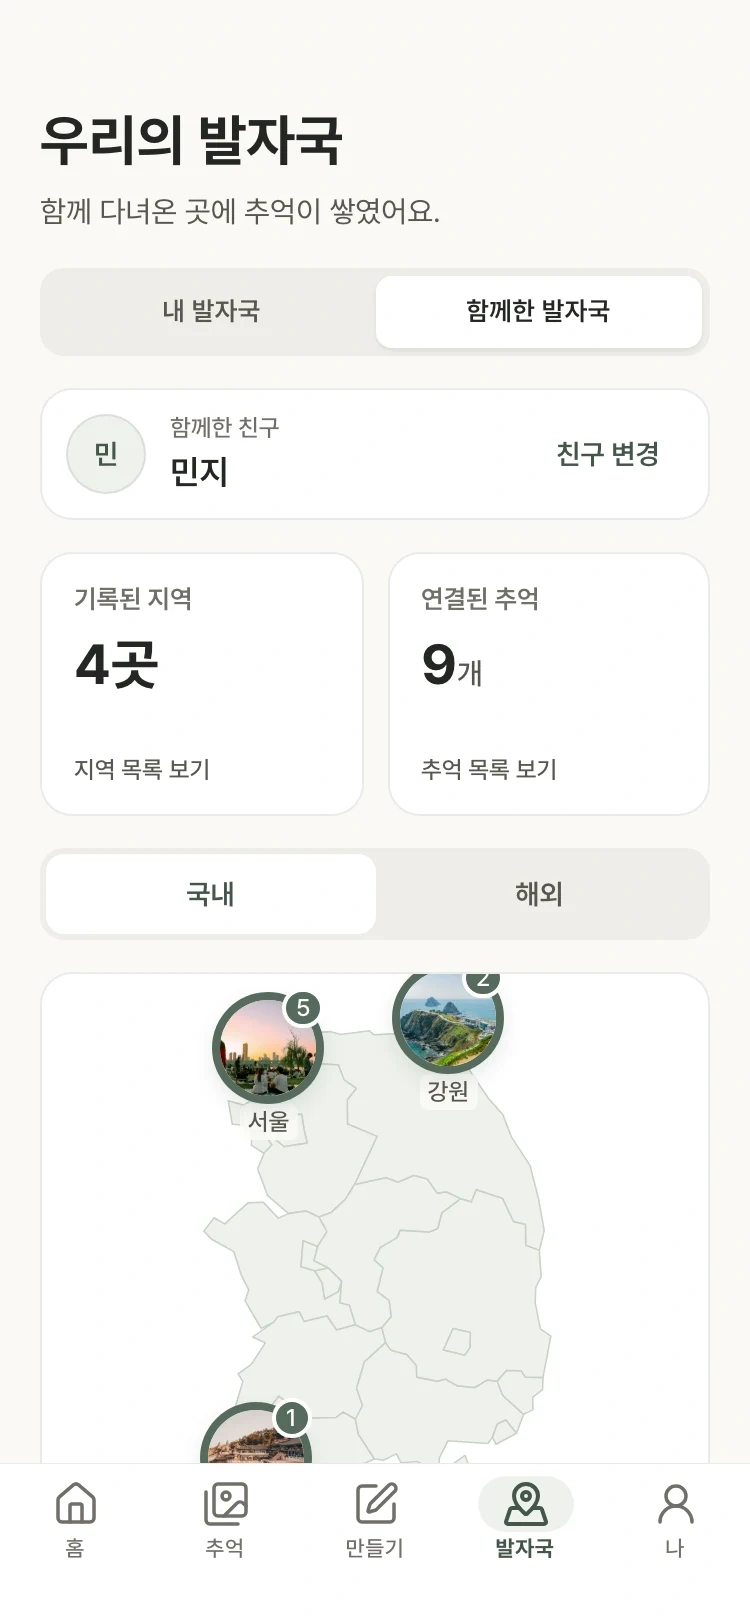 우리의 발자국
함께 다녀온 곳에 추억이 쌓였어요.
내 발자국
함께한 발자국
민
함께한 친구
민지
친구 변경
기록된 지역
4곳
지역 목록 보기
연결된 추억
9개
추억 목록 보기
국내
해외
5
서울
2
강원
1
홈
추억
만들기
발자국
나